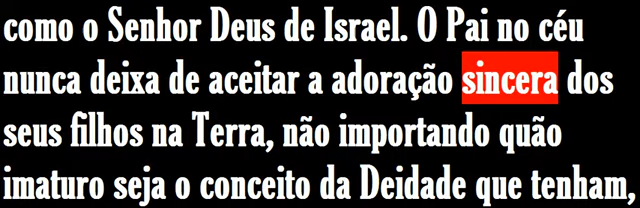 como o Senhor Deus de Israel. O Pai no céu
nunca deixa de aceitar a adoração sincera dos
seus filhos na Terra, não importando quão
imaturo seja o conceito da Deidade que tenham,